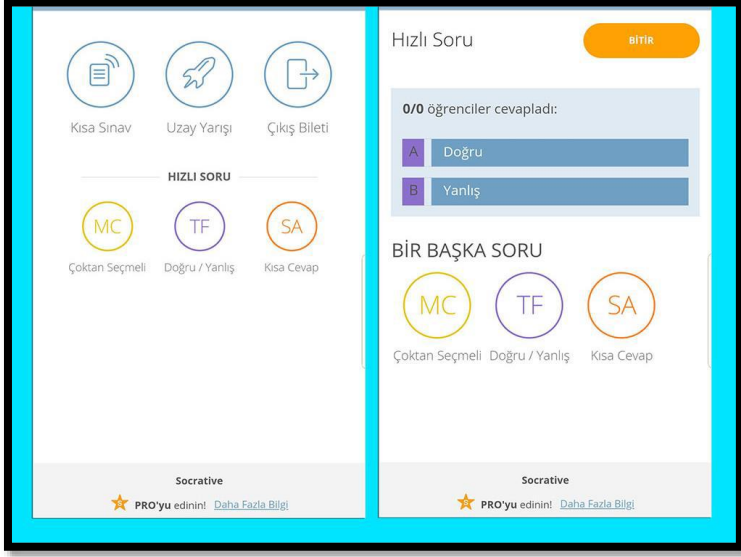 Kısa Sınav Uzay Yarışı Çıkış Bileti
HIZLI SORU
MC TF SA
Çoktan Seçmeli Doğru / Yanlış Kısa Cevap
Socrative
PRO'yu edinin! Daha Fazla Bilgi
Hızlı Soru
BİTİR
0/0 öğrenciler cevapladı:
A Doğru
B Yanlış
BİR BAŞKA SORU
MC TF SA
Çoktan Seçmeli Doğru / Yanlış Kısa Cevap
Socrative
PRO'yu edinin! Daha Fazla Bilgi